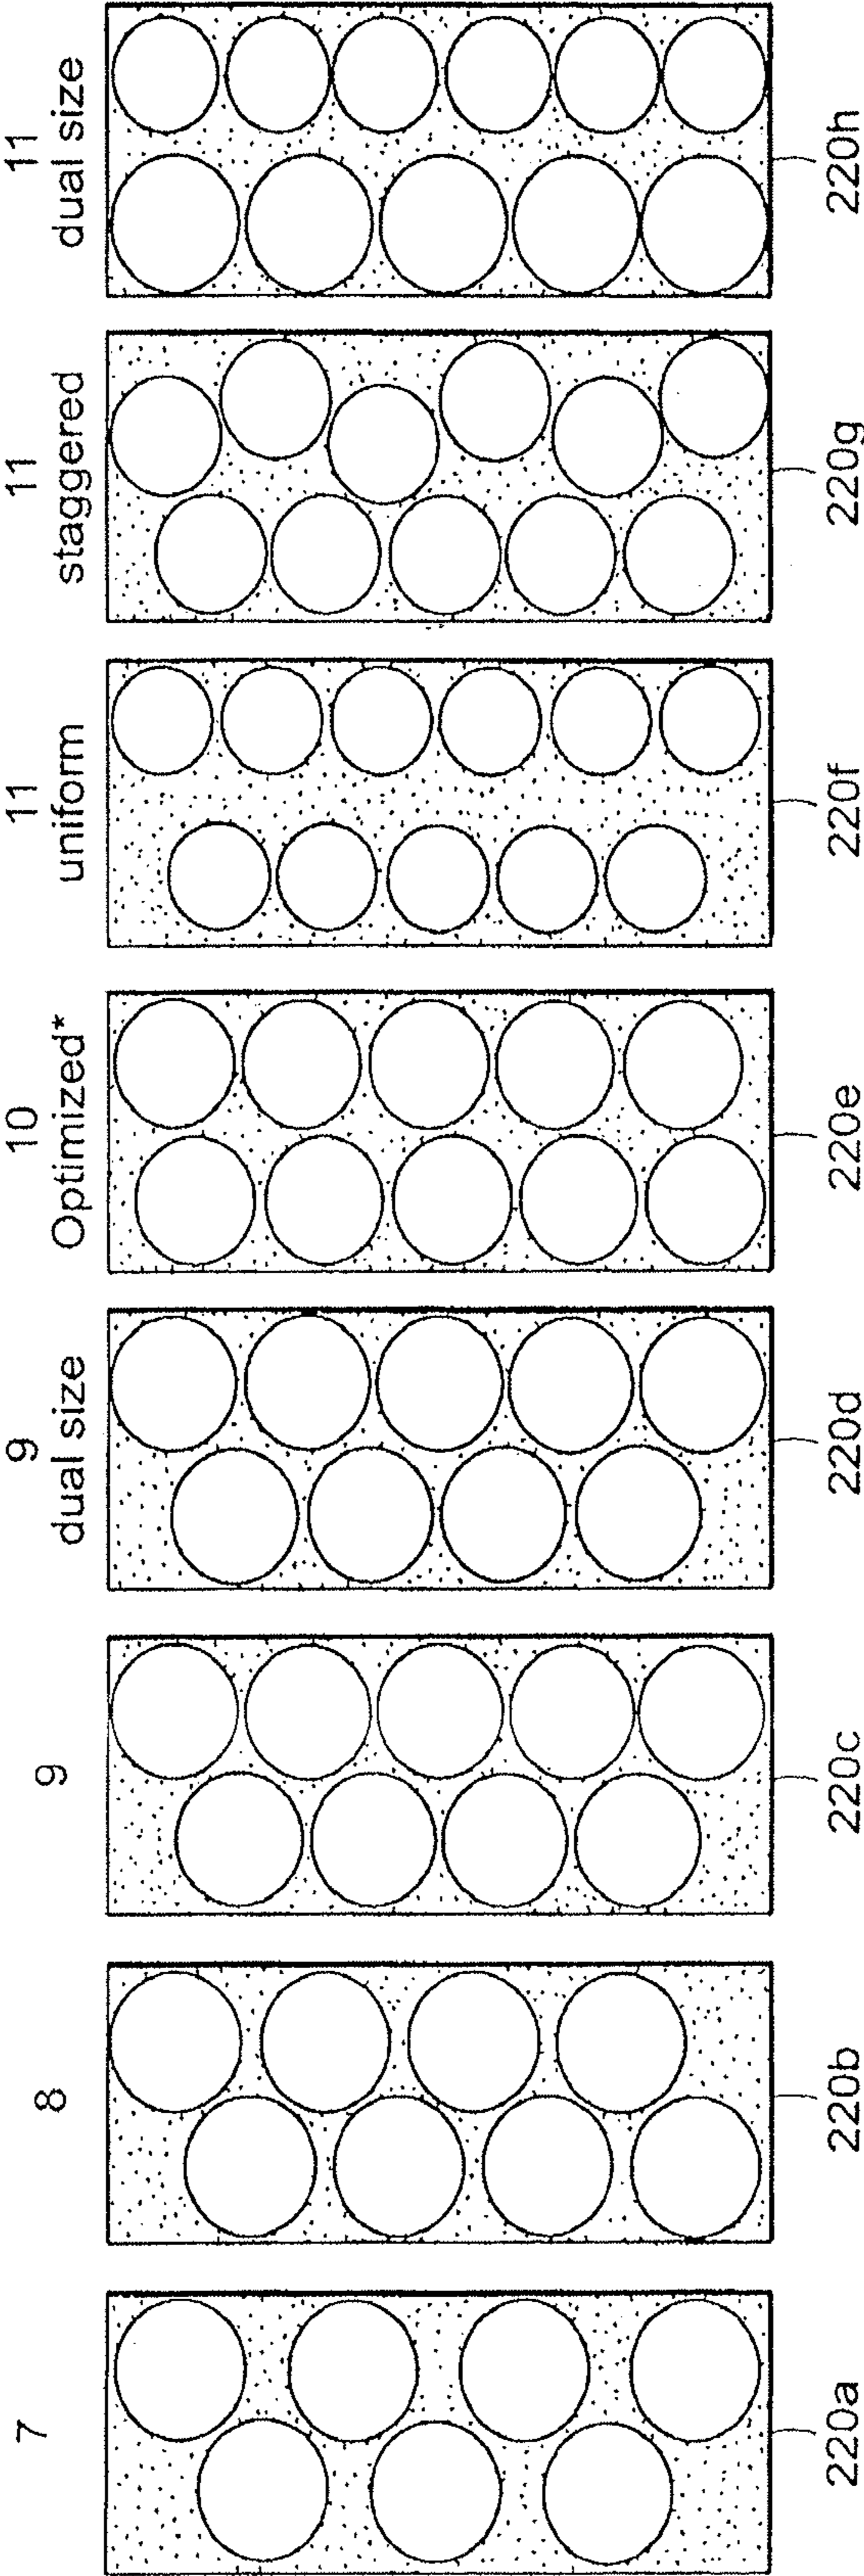 7
220a
8
220b
9
220c
9
dual size
220d
10
Optimized*
220e
11
uniform
220f
11
staggered
220g
11
dual size
220h